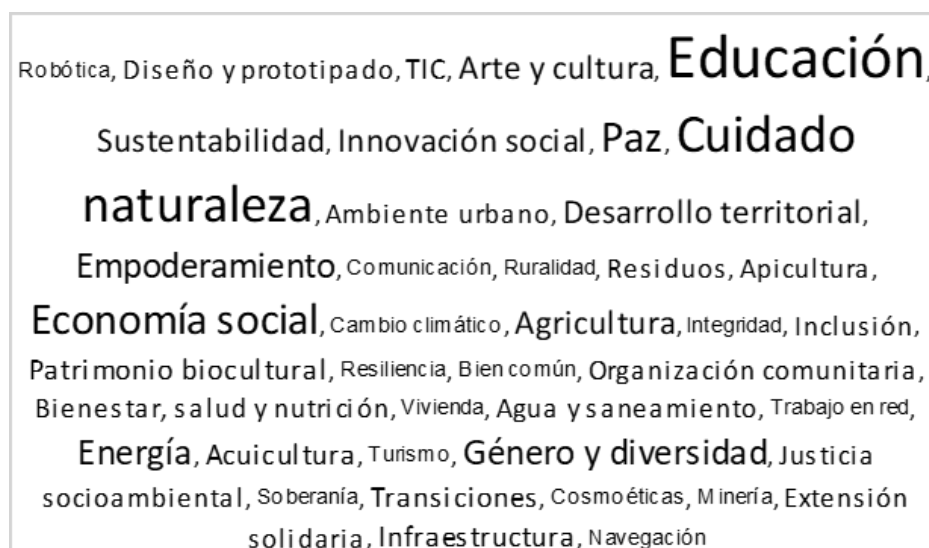 Robótica, Diseño y prototipado, TIC, Arte y cultura, Educación,
Sustentabilidad, Innovación social, Paz, Cuidado
naturaleza, Ambiente urbano, Desarrollo territorial,
Empoderamiento, Comunicación, Ruralidad, Residuos, Apicultura,
Economía social, Cambio climático, Agricultura, Integridad, Inclusión,
Patrimonio biocultural, Resiliencia, Bien común, Organización comunitaria,
Bienestar, salud y nutrición, Vivienda, Agua y saneamiento, Trabajo en red,
Energía, Acuicultura, Turismo, Género y diversidad, Justicia
socioambiental, Soberanía, Transiciones, Cosmoéticas, Minería, Extensión
solidaria, Infraestructura, Navegación